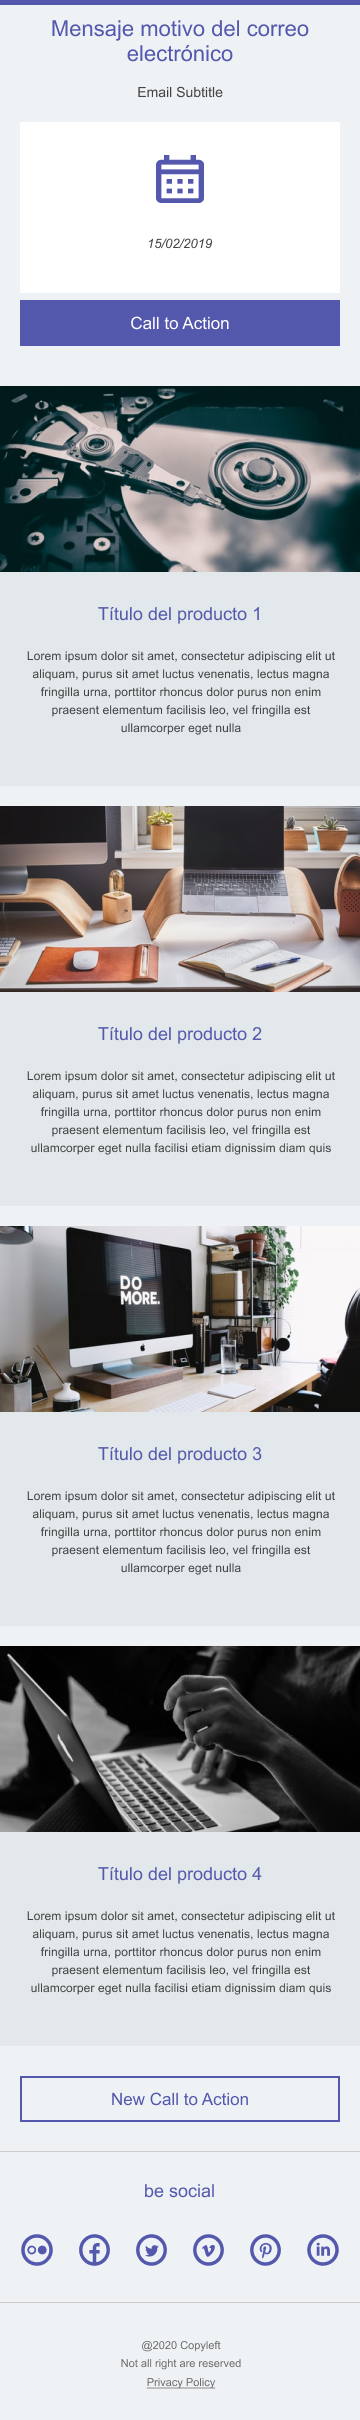 Mensaje motivo del correo
electrónico
Email Subtitle
15/02/2019
Call to Action
Título del producto 1
Lorem ipsum dolor sit amet, consectetur adipiscing elit ut
aliquam, purus sit amet luctus venenatis, lectus magna
fringilla urna, porttitor rhoncus dolor purus non enim
praesent elementum facilisis leo, vel fringilla est
ullamcorper eget nulla
Título del producto 2
Lorem ipsum dolor sit amet, consectetur adipiscing elit ut
aliquam, purus sit amet luctus venenatis, lectus magna
fringilla urna, porttitor rhoncus dolor purus non enim
praesent elementum facilisis leo, vel fringilla est
ullamcorper eget nulla facilisi etiam dignissim diam quis
DO
MORE.
Título del producto 3
Lorem ipsum dolor sit amet, consectetur adipiscing elit ut
aliquam, purus sit amet luctus venenatis, lectus magna
fringilla urna, porttitor rhoncus dolor purus non enim
praesent elementum facilisis leo, vel fringilla est
ullamcorper eget nulla
Título del producto 4
Lorem ipsum dolor sit amet, consectetur adipiscing elit ut
aliquam, purus sit amet luctus venenatis, lectus magna
fringilla urna, porttitor rhoncus dolor purus non enim
praesent elementum facilisis leo, vel fringilla est
ullamcorper eget nulla facilisi etiam dignissim diam quis
New Call to Action
be social
@2020 Copyleft
Not all right are reserved
Privacy Policy